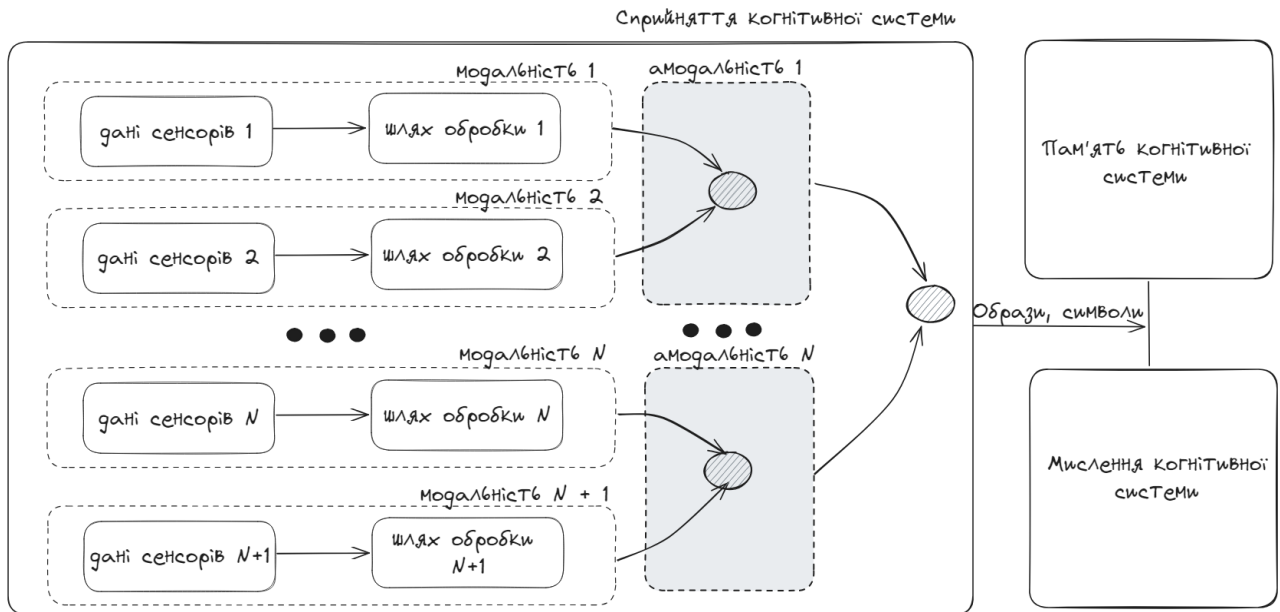 Сприйняття когнітивної системи
модальність 1
амодальність 1
дані сенсорів 1
шлях обробки 1
модальність 2
дані сенсорів 2
шлях обробки 2
модальність N
амодальність N
дані сенсорів N
шлях обробки N
модальність N + 1
дані сенсорів N+1
шлях обробки
N+1
Образи, символи
Пам'ять когнітивної
системи
Мислення когнітивної
системи